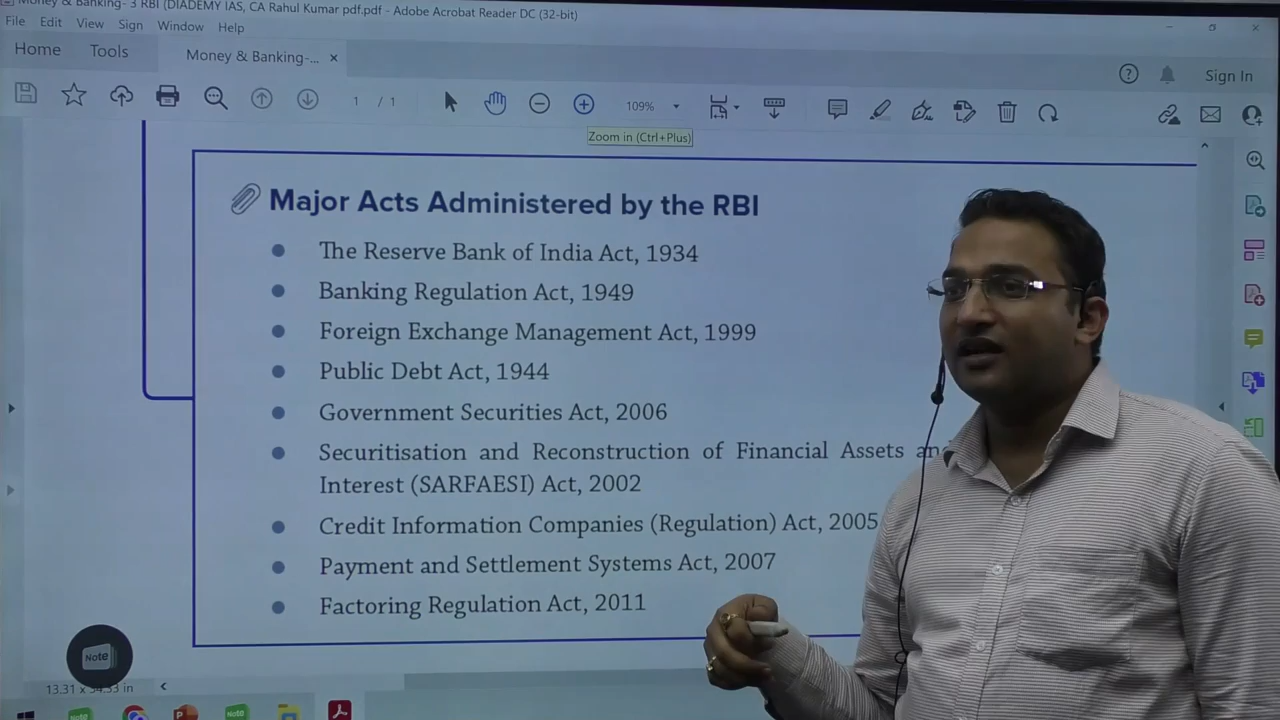 Money & Banking- 3 RBI (DIADEMY IAS, CA Rahul Kumar pdf.pdf - Adobe Acrobat Reader DC (32-bit)
File Edit View Sign Window Help
Home Tools Money & Banking-... × Sign In
1 / 1 109%
Zoom in (Ctrl+Plus)
Major Acts Administered by the RBI
The Reserve Bank of India Act, 1934
Banking Regulation Act, 1949
Foreign Exchange Management Act, 1999
Public Debt Act, 1944
Government Securities Act, 2006
Securitisation and Reconstruction of Financial Assets and
Interest (SARFAESI) Act, 2002
Credit Information Companies (Regulation) Act, 2005
Payment and Settlement Systems Act, 2007
Factoring Regulation Act, 2011
Note
13.31 x in
Note Note